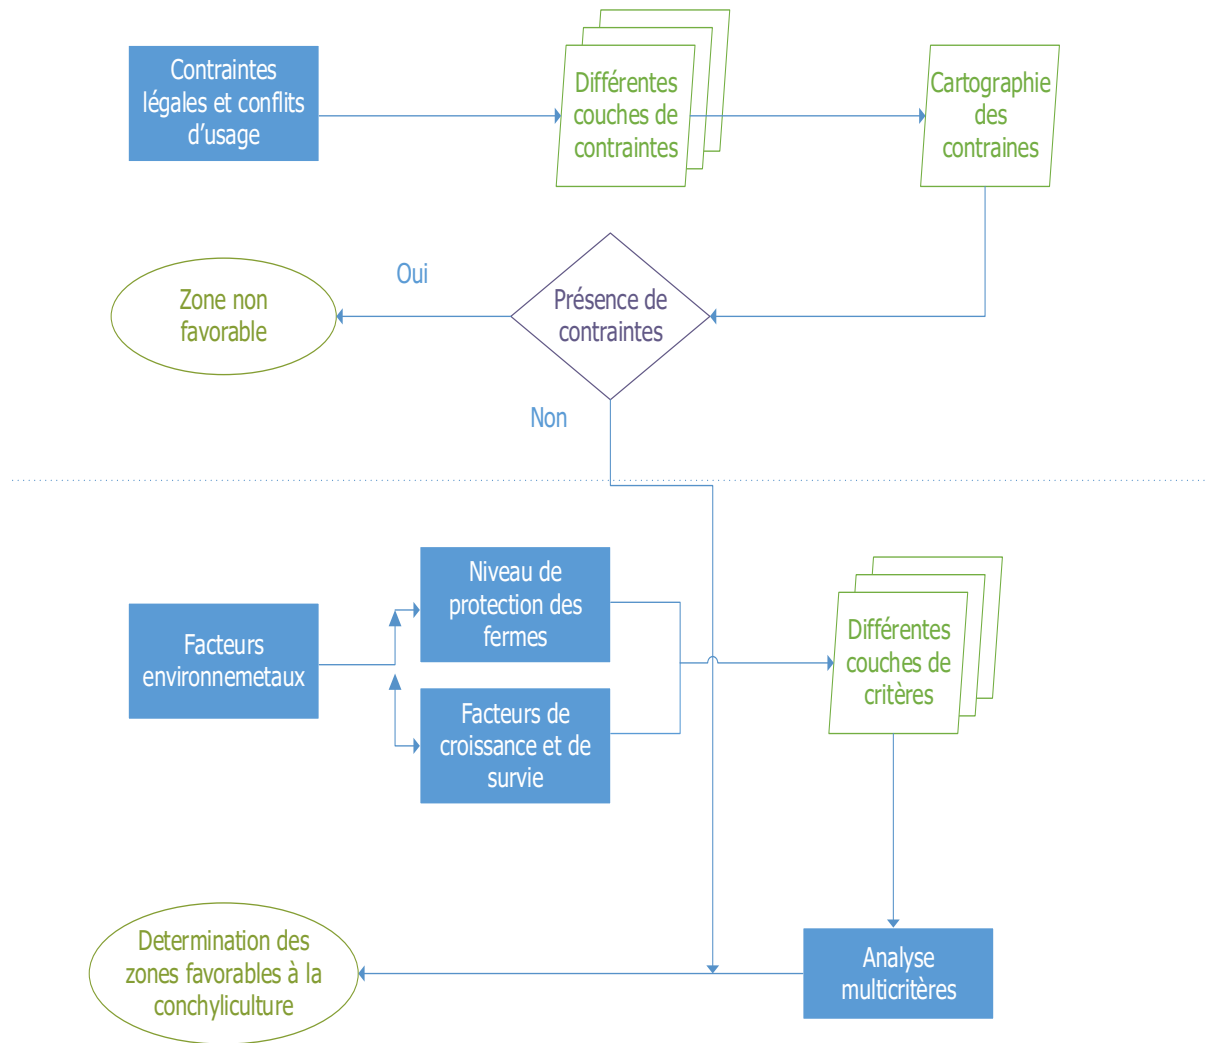 Contraintes
légales et conflits
d’usage
Différentes
couches de
contraintes
Cartographie
des
contraines
Oui
Zone non
favorable
Présence de
contraintes
Non
Niveau de
protection des
fermes
Facteurs
environnemetaux
Facteurs de
croissance et de
survie
Différentes
couches de
critères
Determination des
zones favorables à la
conchyliculture
Analyse
multicritères